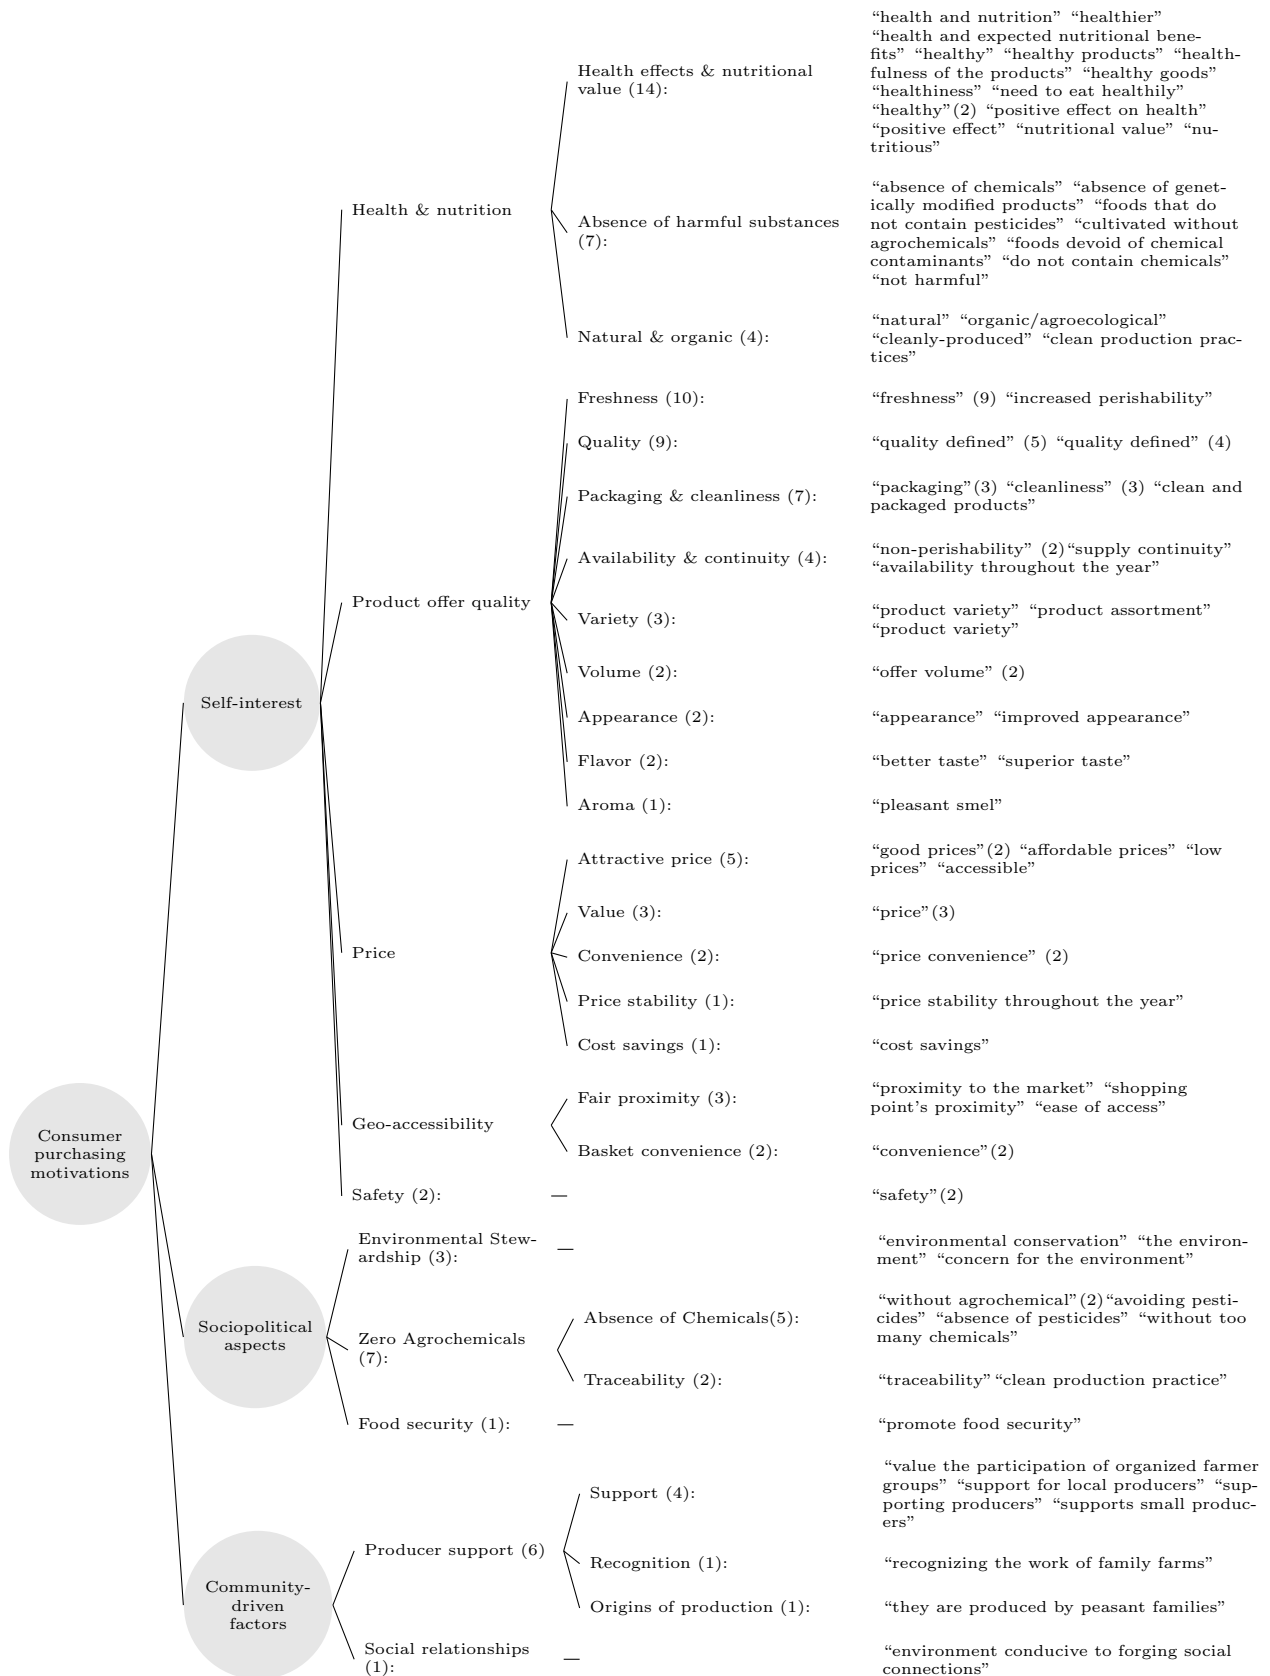 Consumer
purchasing
motivations
Self-interest
Health & nutrition
Health effects & nutritional
value (14):
“health and nutrition” “healthier”
“health and expected nutritional bene-
fits” “healthy” “healthy products” “health-
fulness of the products” “healthy goods”
“healthiness” “need to eat healthily”
“healthy”(2) “positive effect on health”
“positive effect” “nutritional value” “nu-
tritious”
Absence of harmful substances
(7):
“absence of chemicals” “absence of genet-
ically modified products” “foods that do
not contain pesticides” “cultivated without
agrochemicals” “foods devoid of chemical
contaminants” “do not contain chemicals”
“not harmful”
Natural & organic (4):
“natural” “organic/agroecological”
“cleanly-produced” “clean production prac-
tices”
Product offer quality
Freshness (10):
“freshness” (9) “increased perishability”
Quality (9):
“quality defined” (5) “quality defined” (4)
Packaging & cleanliness (7):
“packaging”(3) “cleanliness” (3) “clean and
packaged products”
Availability & continuity (4):
“non-perishability” (2)“supply continuity”
“availability throughout the year”
Variety (3):
“product variety” “product assortment”
“product variety”
Volume (2):
“offer volume” (2)
Appearance (2):
“appearance” “improved appearance”
Flavor (2):
“better taste” “superior taste”
Aroma (1):
“pleasant smel”
Price
Attractive price (5):
“good prices”(2) “affordable prices” “low
prices” “accessible”
Value (3):
“price”(3)
Convenience (2):
“price convenience” (2)
Price stability (1):
“price stability throughout the year”
Cost savings (1):
“cost savings”
Geo-accessibility
Fair proximity (3):
“proximity to the market” “shopping
point’s proximity” “ease of access”
Basket convenience (2):
“convenience”(2)
Safety (2):
—
“safety”(2)
Sociopolitical
aspects
Environmental Stew-
ardship (3):
—
“environmental conservation” “the environ-
ment” “concern for the environment”
Zero Agrochemicals
(7):
Absence of Chemicals(5):
“without agrochemical”(2)“avoiding pesti-
cides” “absence of pesticides” “without too
many chemicals”
Traceability (2):
“traceability”“clean production practice”
Food security (1):
—
“promote food security”
Community-
driven
factors
Producer support (6)
Support (4):
“value the participation of organized farmer
groups” “support for local producers” “sup-
porting producers” “supports small produc-
ers”
Recognition (1):
“recognizing the work of family farms”
Origins of production (1):
“they are produced by peasant families”
Social relationships
(1):
—
“environment conducive to forging social
connections”